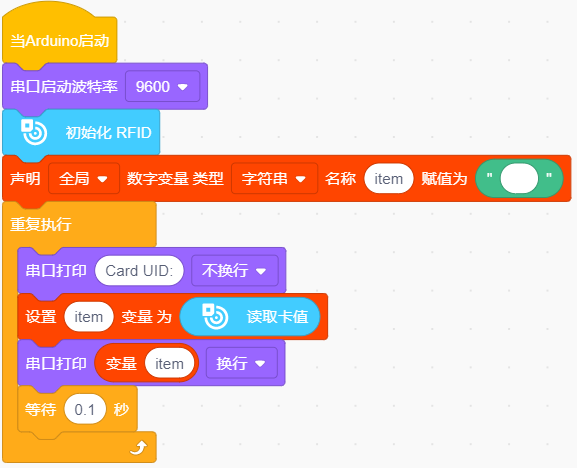 当Arduino启动
串口启动波特率 9600
初始化 RFID
声明 全局 数字变量 类型 字符串 名称 item 赋值为 " "
重复执行
串口打印 Card UID: 不换行
设置 item 变量 为 读取卡值
串口打印 变量 item 换行
等待 0.1 秒